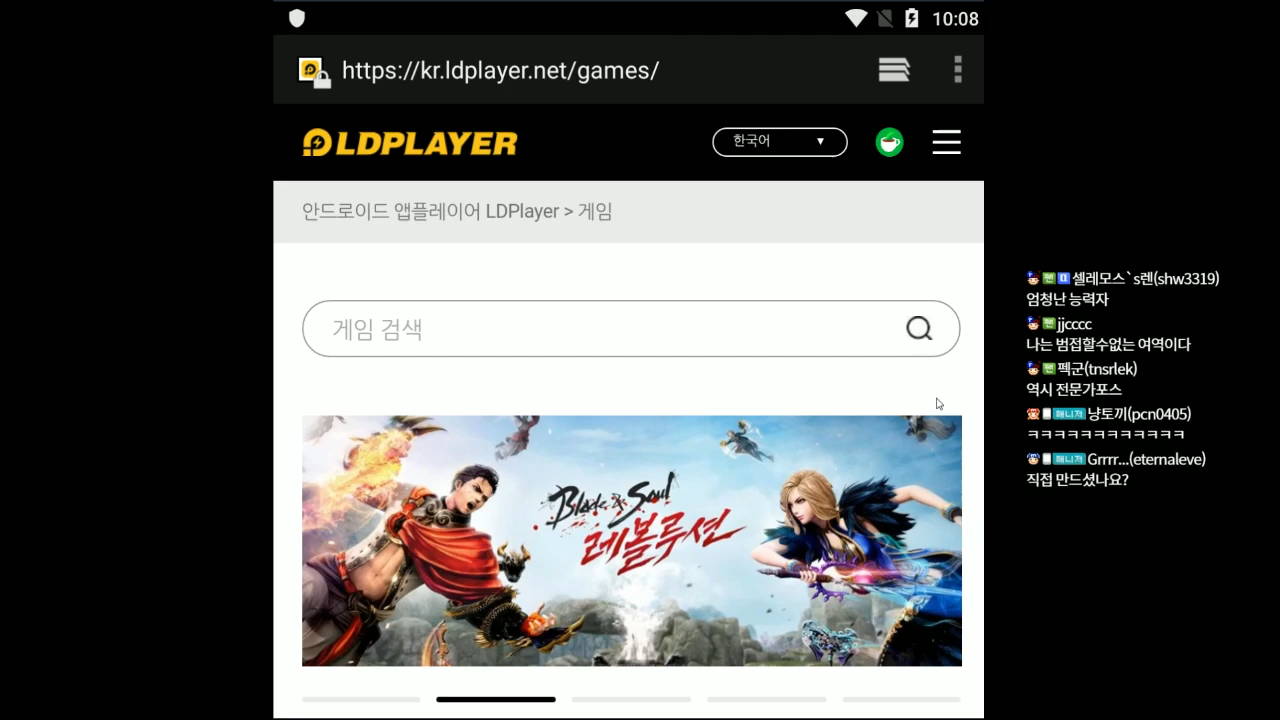 10:08
https://kr.ldplayer.net/games/
LDPLAYER
한국어
안드로이드 앱플레이어 LDPlayer > 게임
게임 검색
Blade & Soul
레볼루션
셀레모스`s렌(shw3319)
엄청난 능력자
jjcccc
나는 범접할수없는 여역이다
펙군(tnsrlek)
역시 전문가포스
매니저 냥토끼(pcn0405)
ㅋㅋㅋㅋㅋㅋㅋㅋㅋㅋㅋㅋ
매니저 Grrrr...(eternaleve)
직접 만드셨나요?